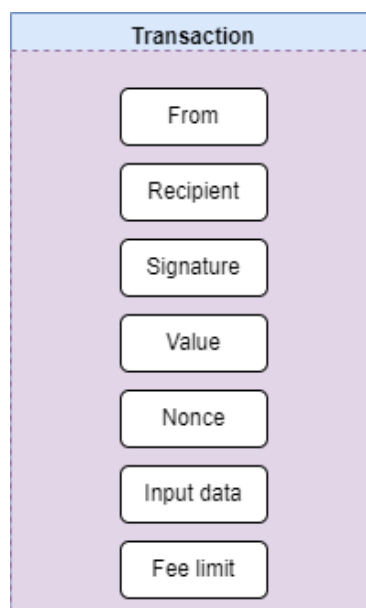 Transaction
From
Recipient
Signature
Value
Nonce
Input data
Fee limit